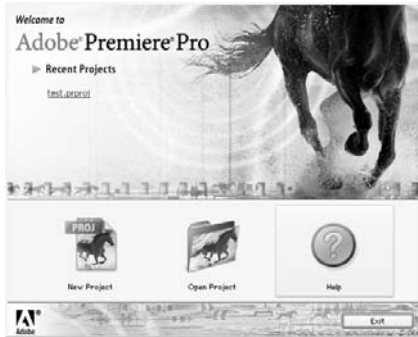 Welcome to
Adobe® Premiere® Pro
Recent Projects
test.prproj
PROJ
New Project
Open Project
Help
Adobe
Exit